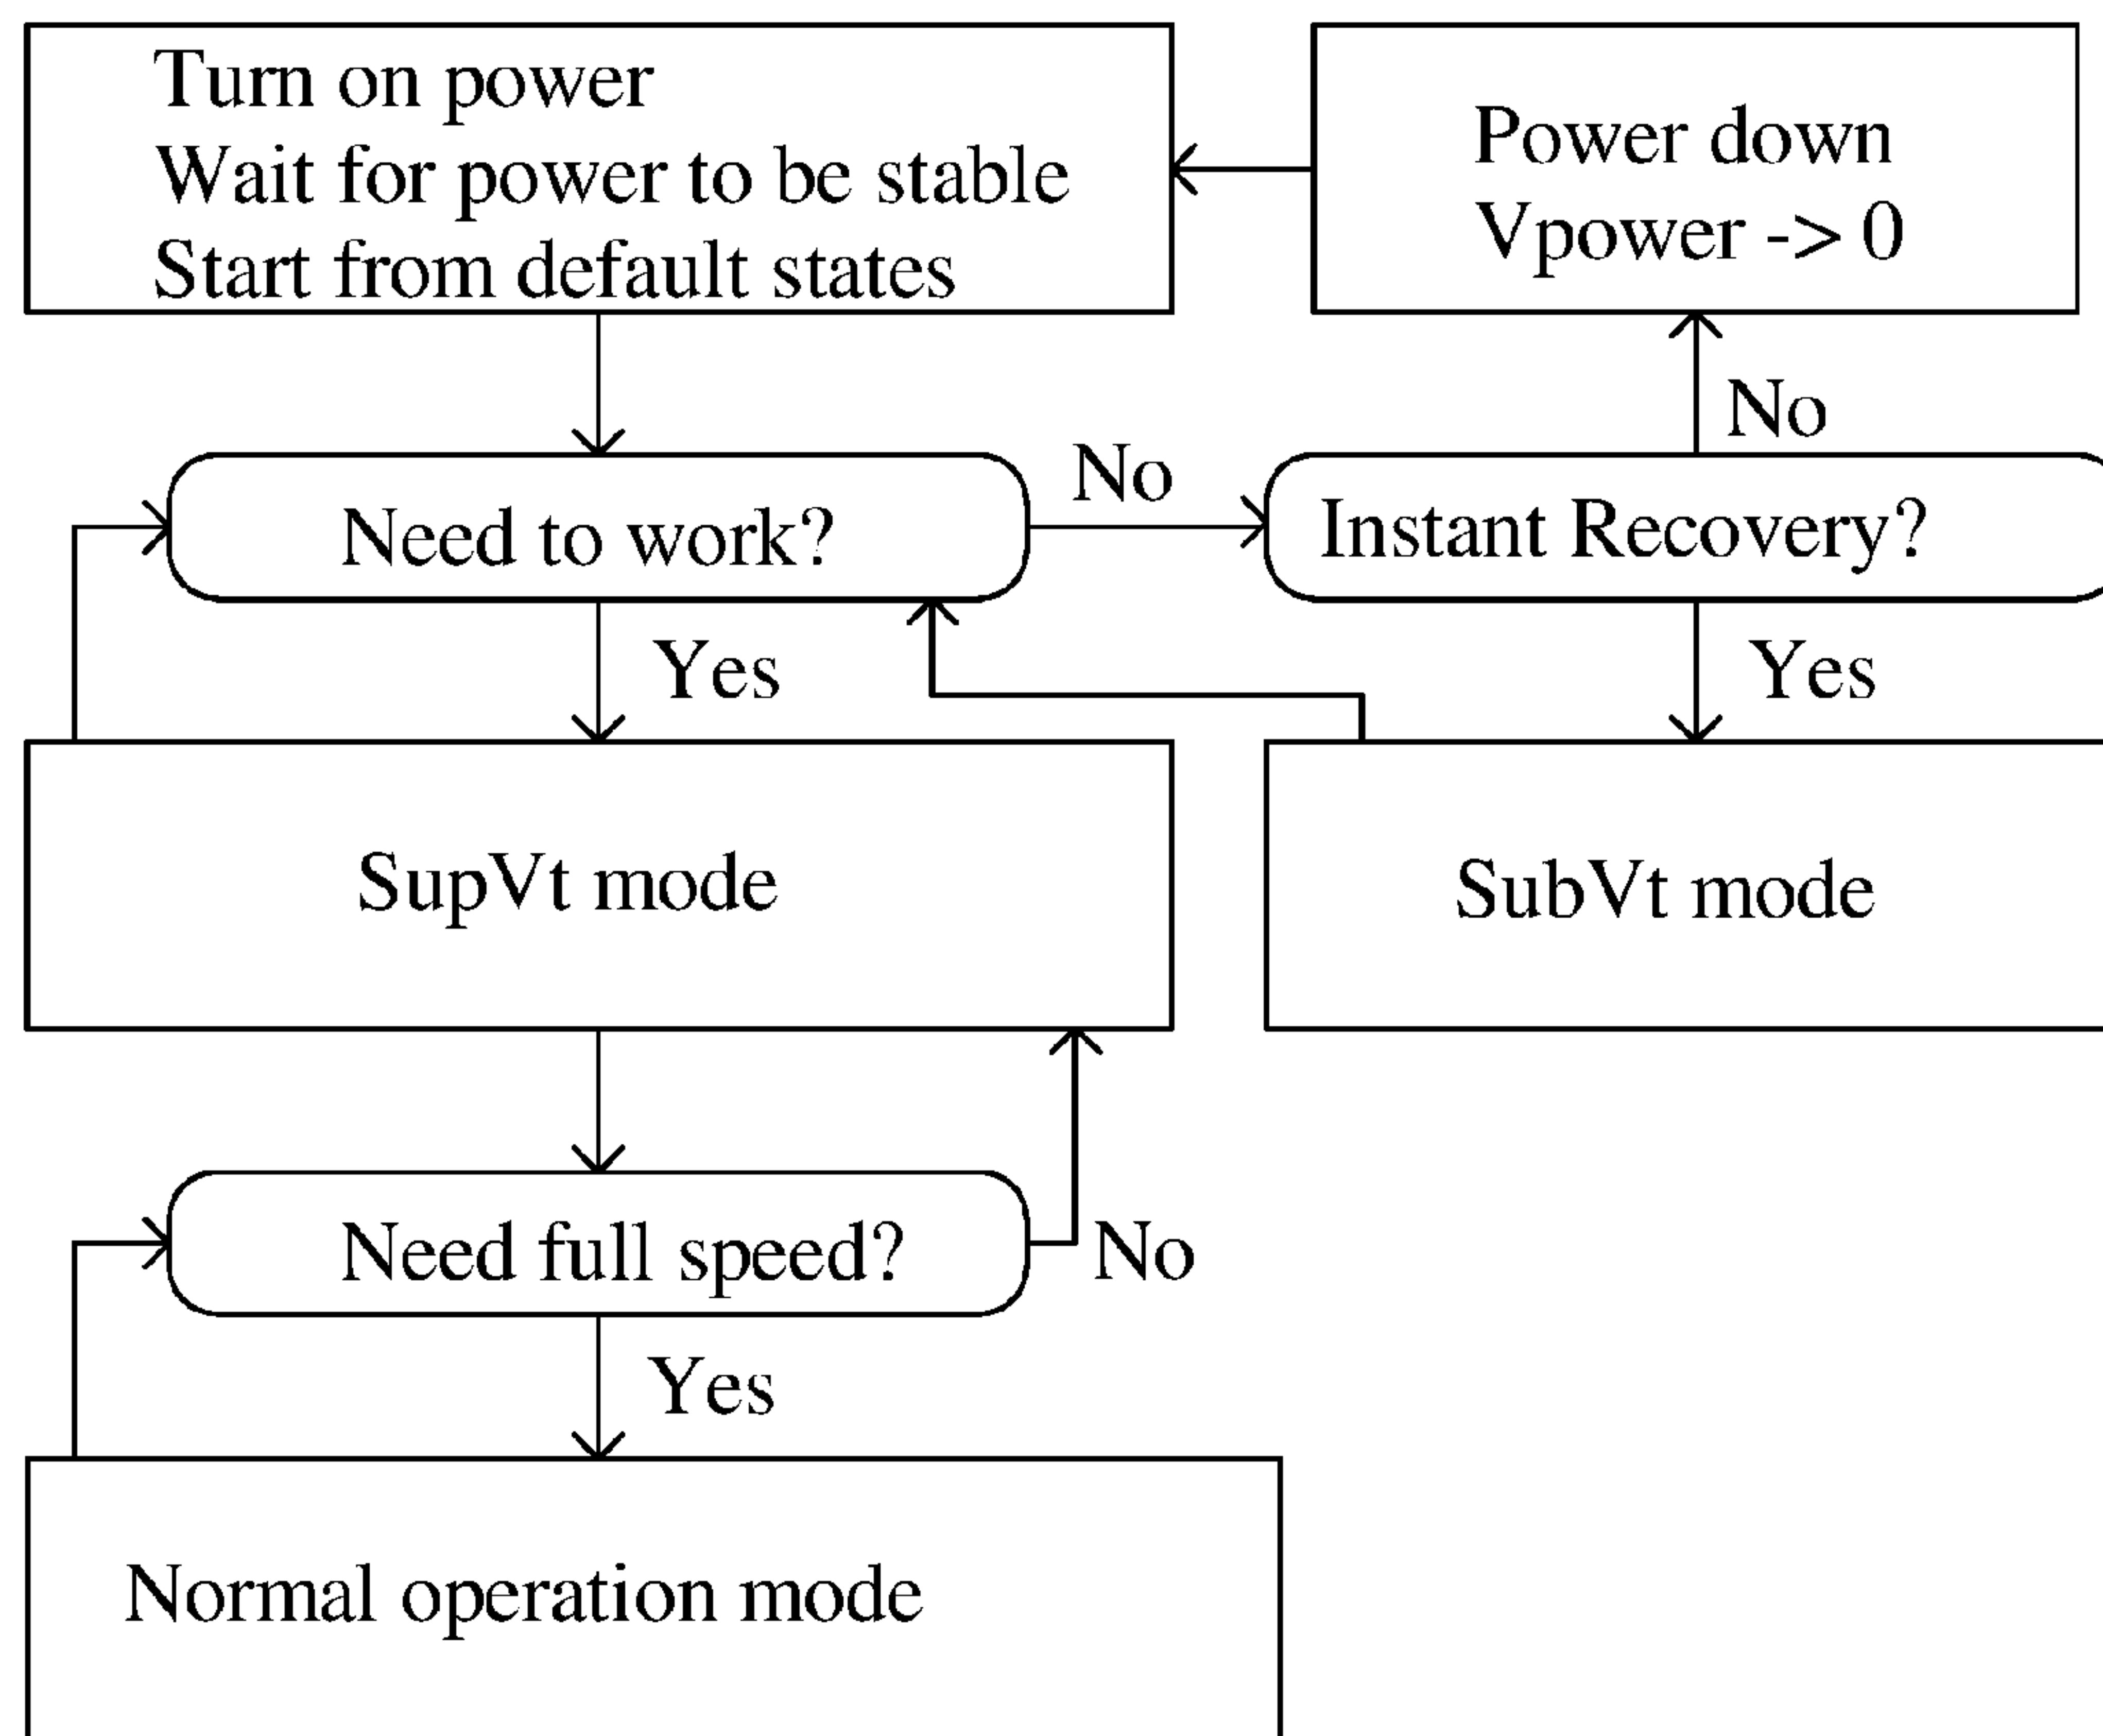 Turn on power
Wait for power to be stable
Start from default states
Power down
Vpower -> 0
No
No
Need to work?
Instant Recovery?
Yes
Yes
SupVt mode
SubVt mode
Need full speed?
No
Yes
Normal operation mode